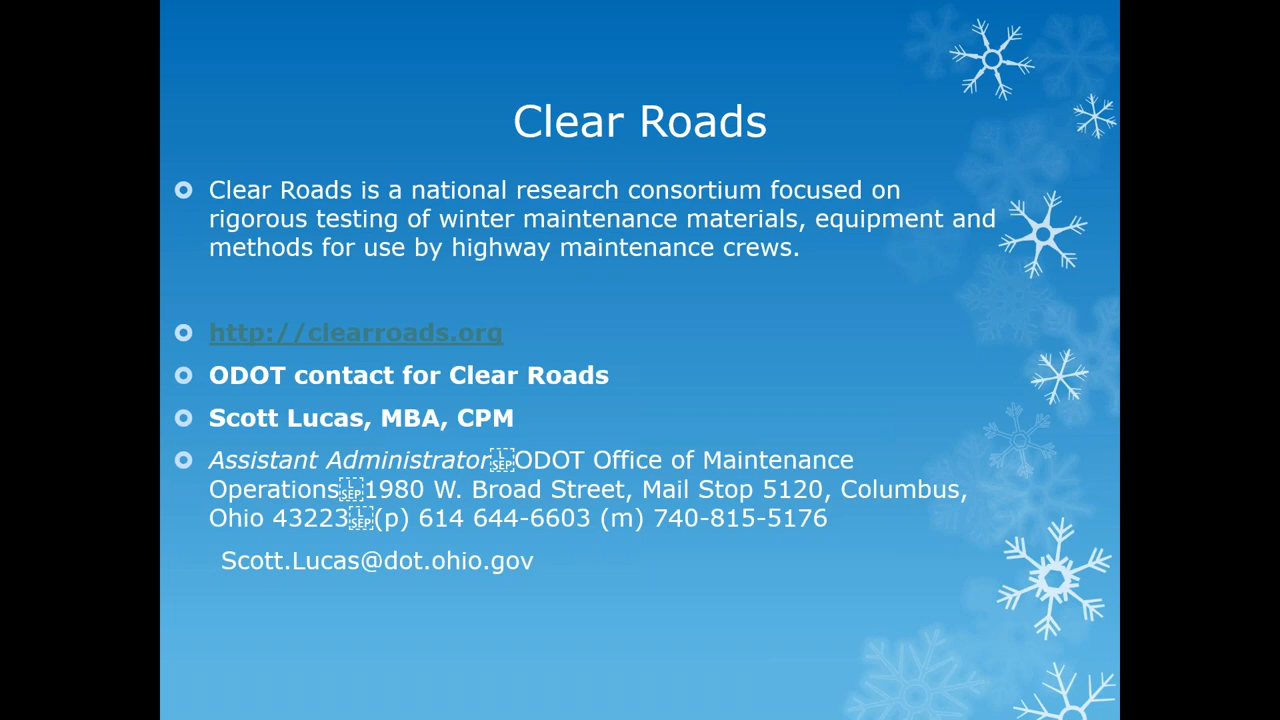 Clear Roads
Clear Roads is a national research consortium focused on
rigorous testing of winter maintenance materials, equipment and
methods for use by highway maintenance crews.
http://clearroads.org
ODOT contact for Clear Roads
Scott Lucas, MBA, CPM
Assistant Administrator ODOT Office of Maintenance
Operations 1980 W. Broad Street, Mail Stop 5120, Columbus,
Ohio 43223 (p) 614 644-6603 (m) 740-815-5176
Scott.Lucas@dot.ohio.gov